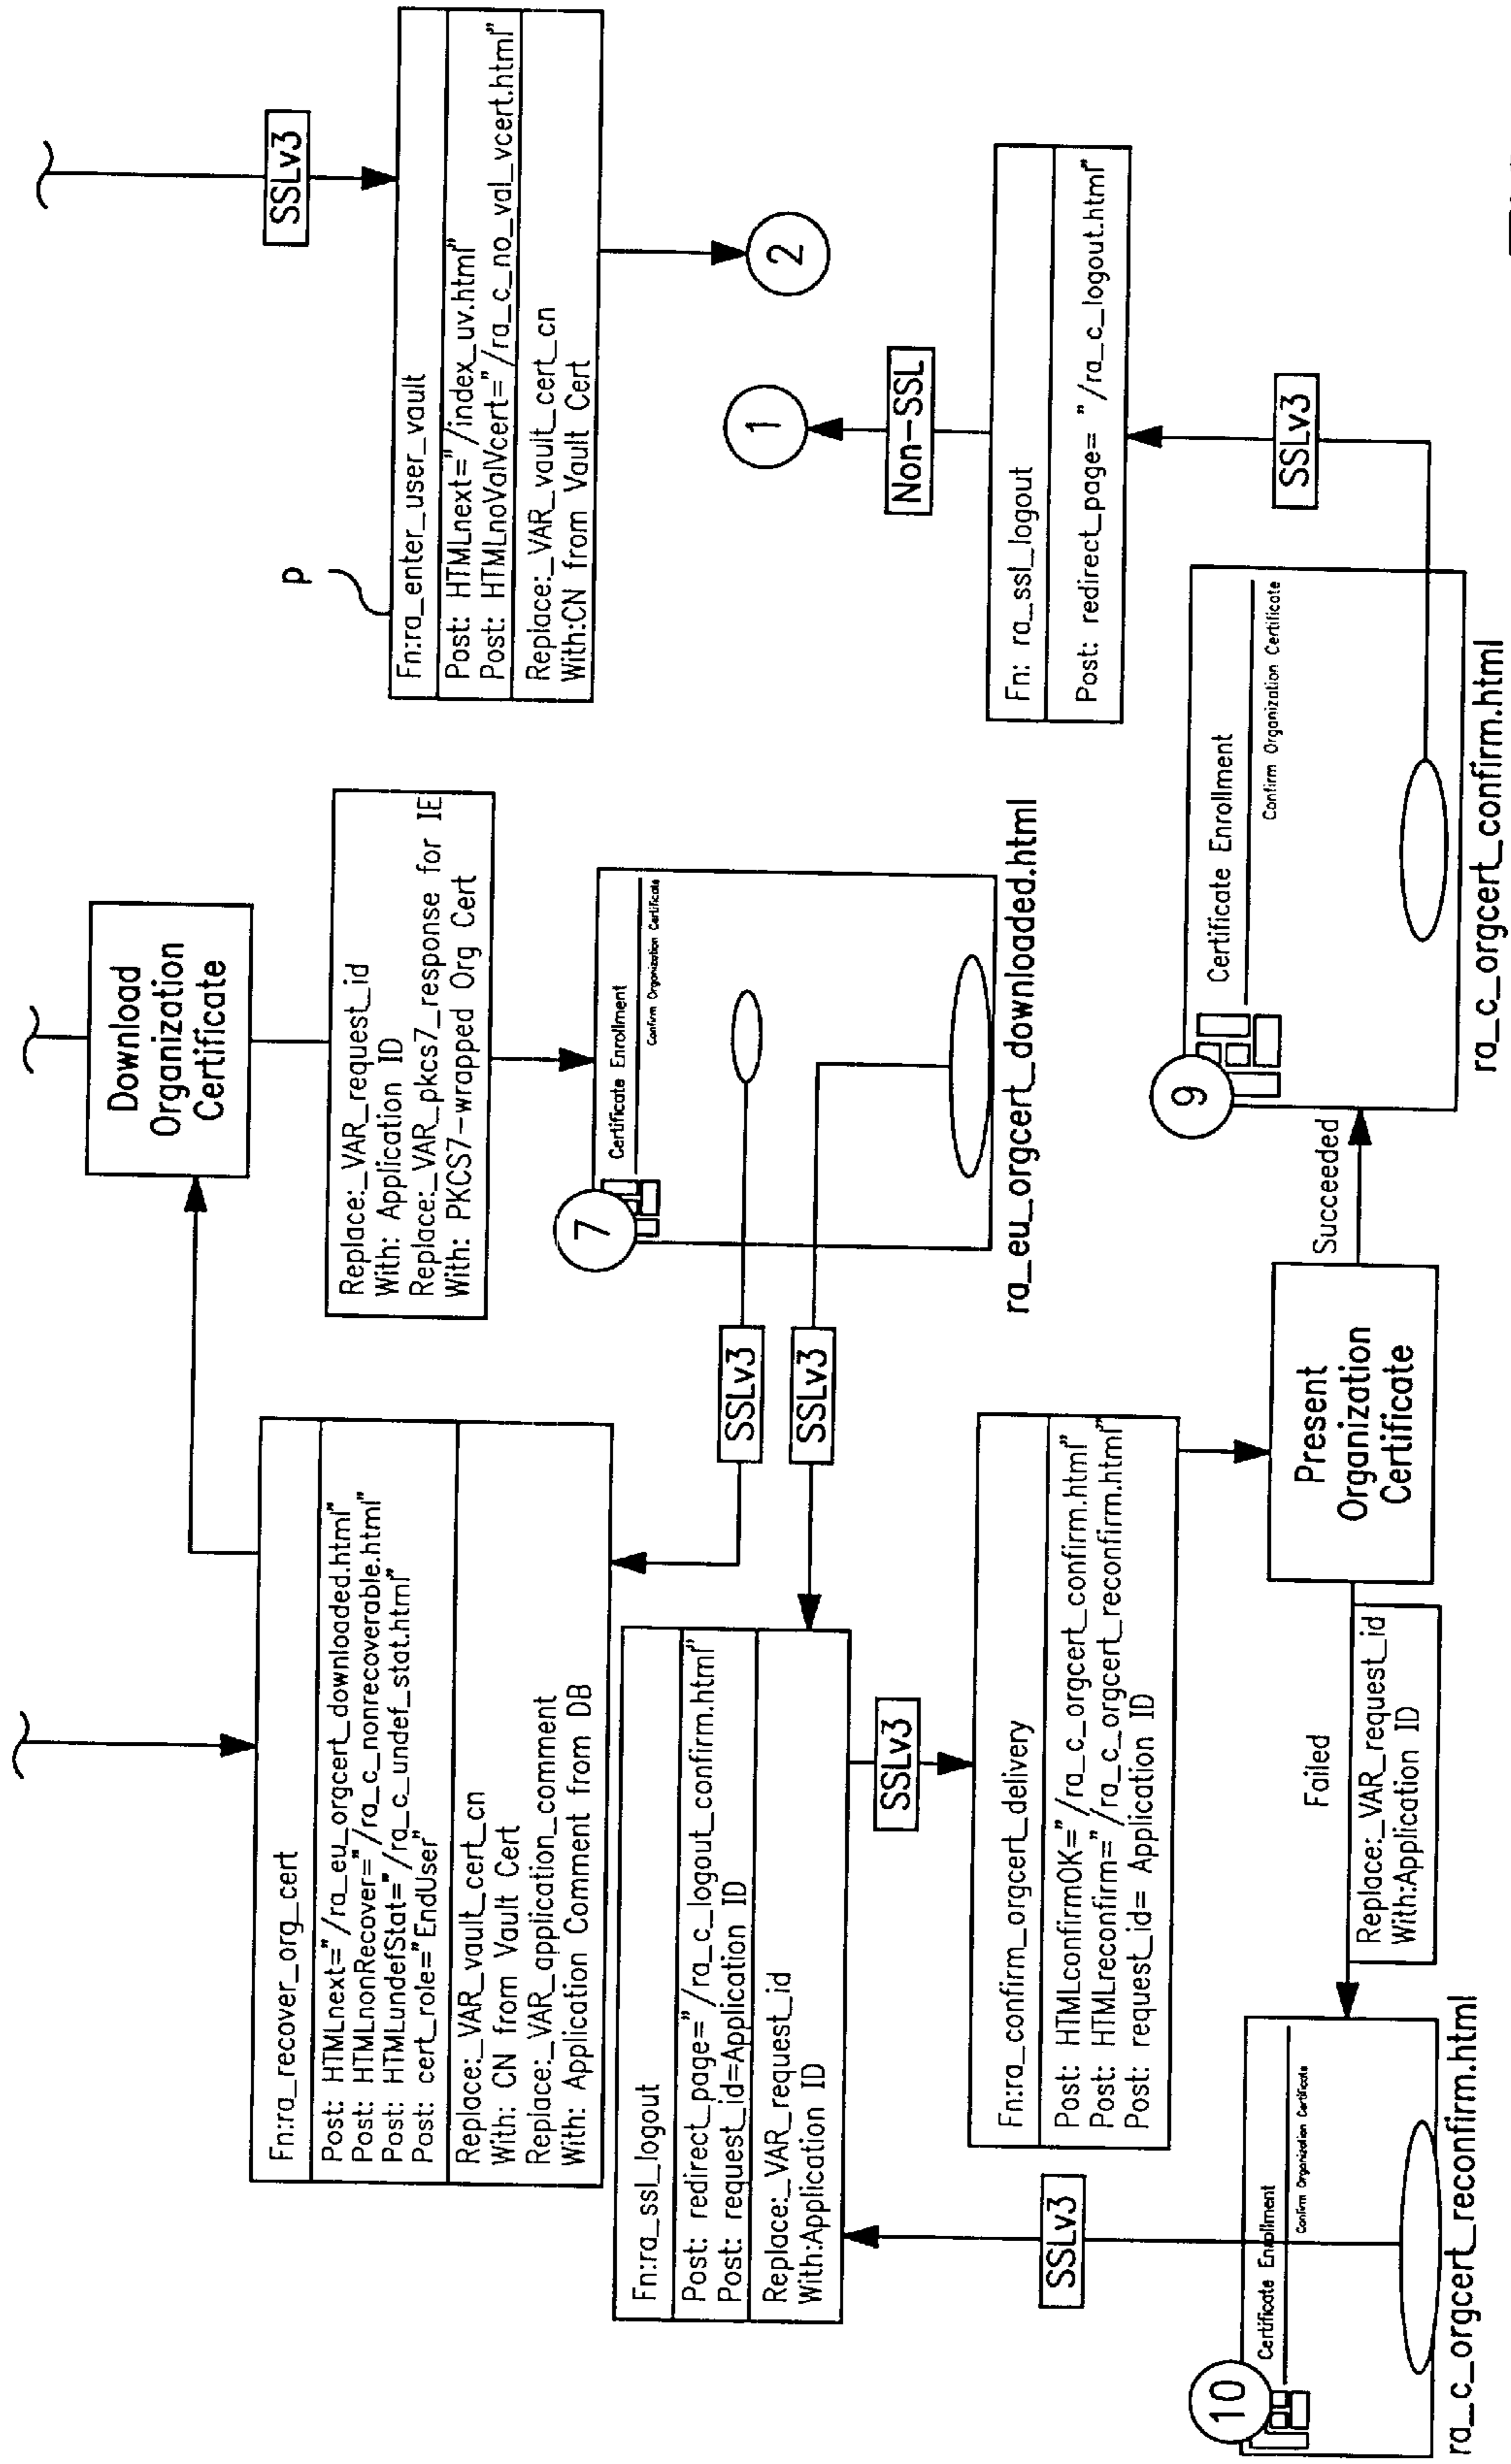 Fn:ra_recover_org_cert
Post: HTMLnext="/ra_eu_orgcert_downloaded.html"
Post: HTMLnonRecover="/ra_c_nonrecoverable.html"
Post: HTMLundefStat="/ra_c_undef_stat.html"
Post: cert_role="EndUser"
Replace:_VAR_vault_cert_cn
With: CN from Vault Cert
Replace:_VAR_application_comment
With: Application Comment from DB
Download
Organization
Certificate
Replace:_VAR_request_id
With: Application ID
Replace:_VAR_pkcs7_response for IE
With: PKCS7-wrapped Org Cert
7
Certificate Enrollment
Confirm Organization Certificate
ra_eu_orgcert_downloaded.html
SSLv3
SSLv3
SSLv3
p
Fn:ra_enter_user_vault
Post: HTMLnext="/index_uv.html"
Post: HTMLnoValVcert="/ra_c_no_val_vcert.html"
Replace:_VAR_vault_cert_cn
With:CN from Vault Cert
2
Fn:ra_ssl_logout
Post: redirect_page="/ra_c_logout_confirm.html"
Post: request_id=Application ID
Replace:_VAR_request_id
With:Application ID
SSLv3
Fn:ra_confirm_orgcert_delivery
Post: HTMLconfirmOK="/ra_c_orgcert_confirm.html"
Post: HTMLreconfirm="/ra_c_orgcert_reconfirm.html"
Post: request_id= Application ID
SSLv3
1
Non-SSL
Fn: ra_ssl_logout
Post: redirect_page= "/ra_c_logout.html"
SSLv3
10
Certificate Enrollment
Confirm Organization Certificate
ra_c_orgcert_reconfirm.html
Failed
Replace:_VAR_request_id
With:Application ID
Present
Organization
Certificate
Succeeded
9
Certificate Enrollment
Confirm Organization Certificate
ra_c_orgcert_confirm.html